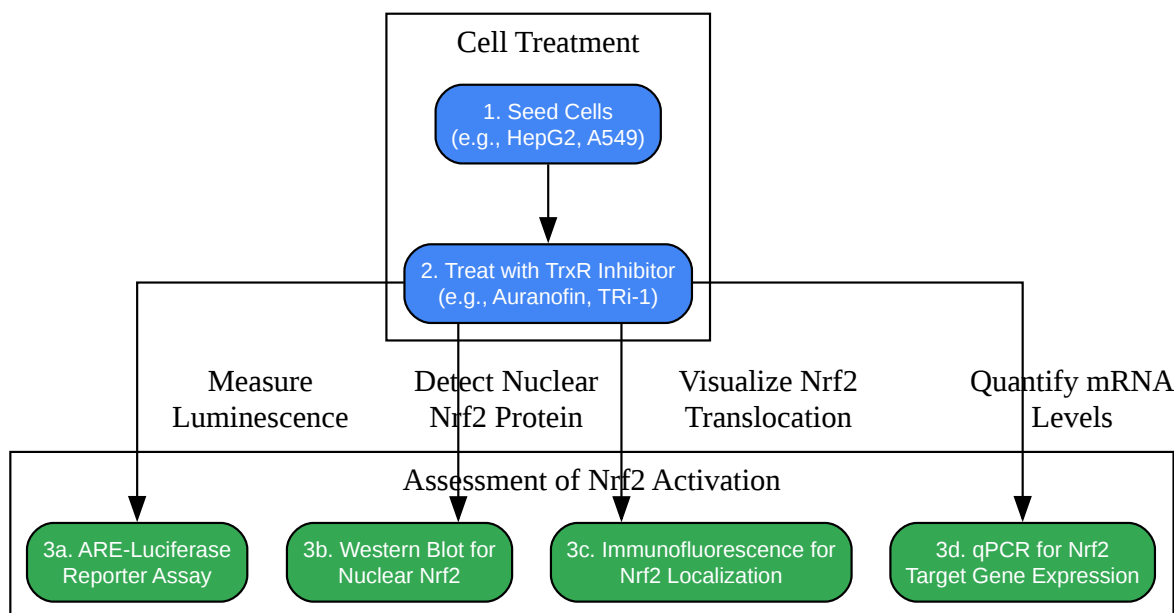 Cell Treatment
1. Seed Cells
(e.g., HepG2, A549)
2. Treat with TrxR Inhibitor
(e.g., Auranofin, TRi-1)
Measure
Luminescence
Detect Nuclear
Nrf2 Protein
Visualize Nrf2
Translocation
Quantify mRNA
Levels
Assessment of Nrf2 Activation
3a. ARE-Luciferase
Reporter Assay
3b. Western Blot for
Nuclear Nrf2
3c. Immunofluorescence for
Nrf2 Localization
3d. qPCR for Nrf2
Target Gene Expression